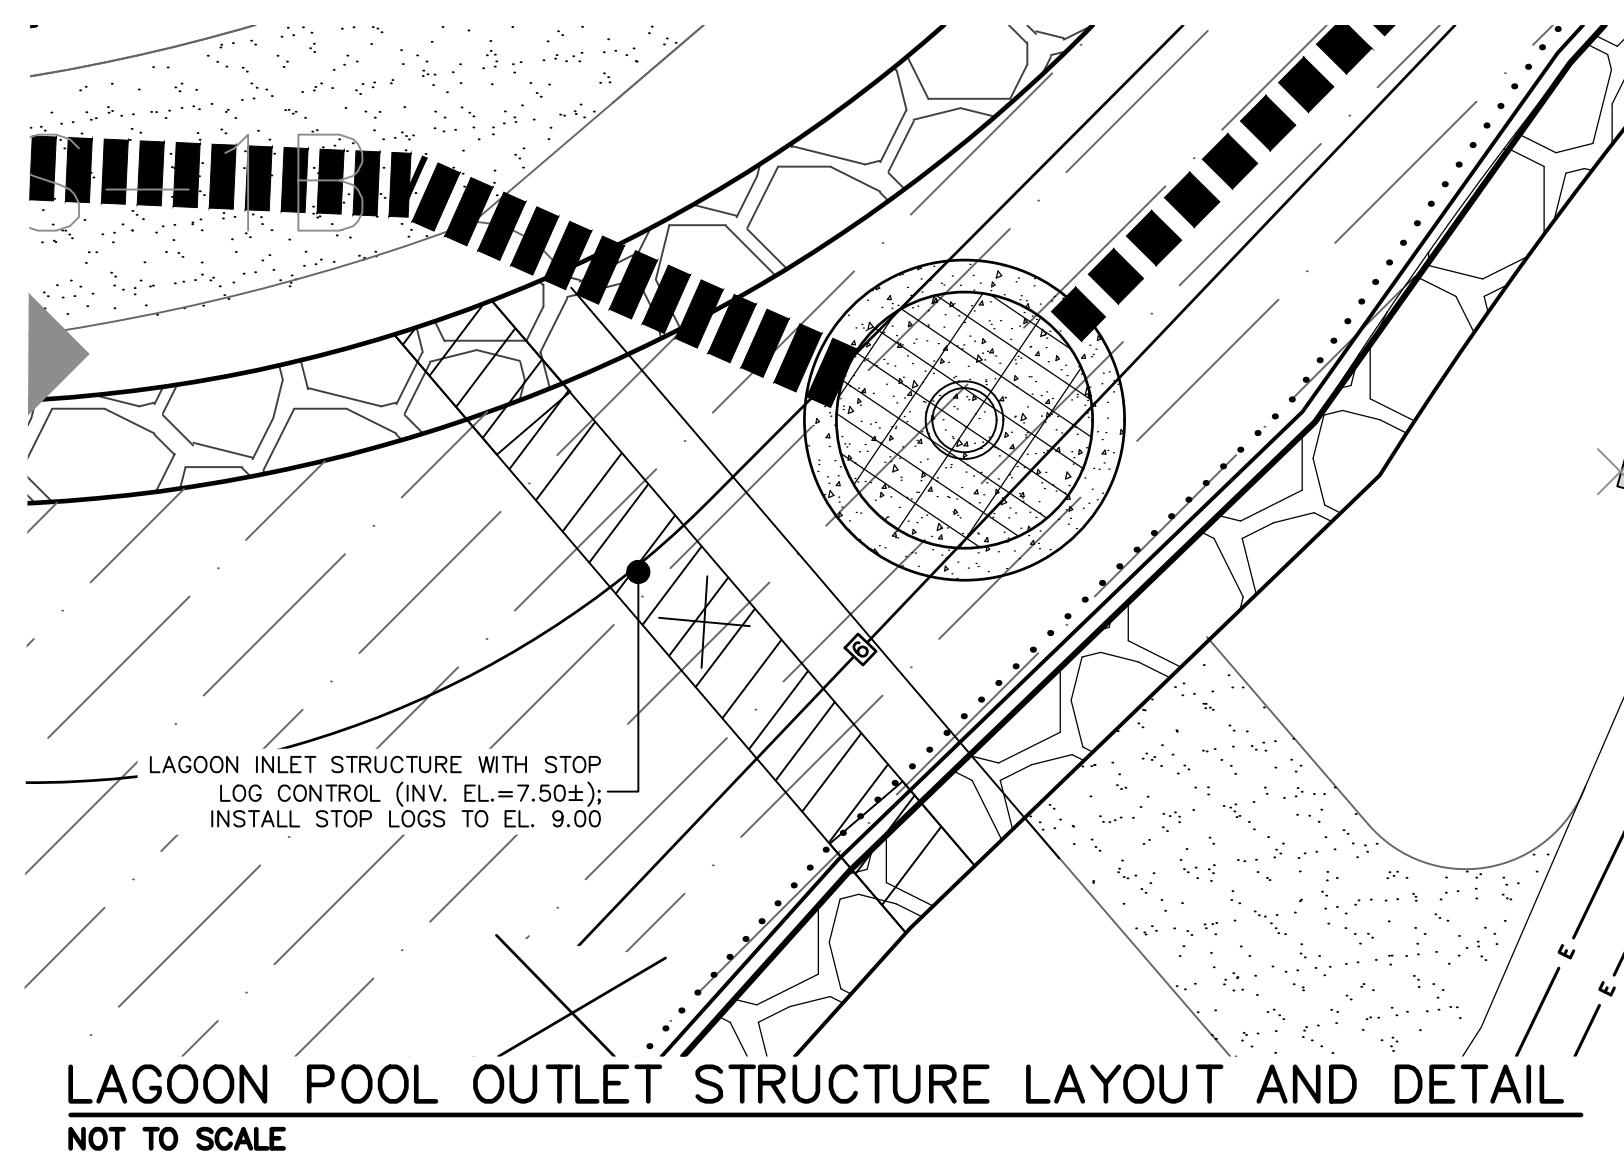 S-1B
6
LAGOON INLET STRUCTURE WITH STOP
LOG CONTROL (INV. EL.=7.50±);
INSTALL STOP LOGS TO EL. 9.00
E
E
LAGOON POOL OUTLET STRUCTURE LAYOUT AND DETAIL
NOT TO SCALE